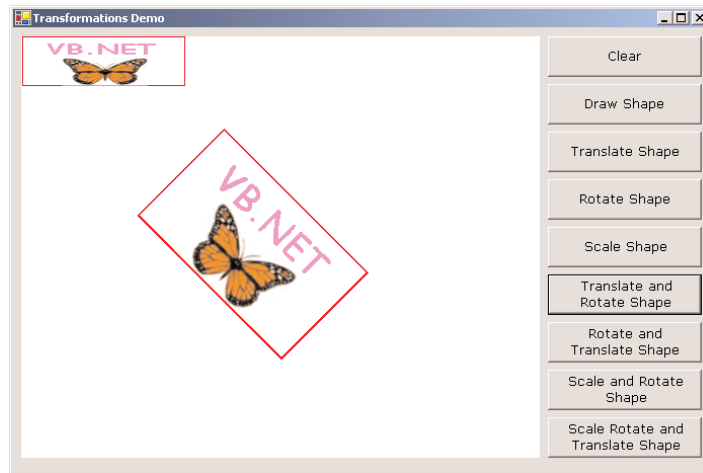 Transformations Demo
VB.NET
VB.NET
Clear
Draw Shape
Translate Shape
Rotate Shape
Scale Shape
Translate and
Rotate Shape
Rotate and
Translate Shape
Scale and Rotate
Shape
Scale Rotate and
Translate Shape